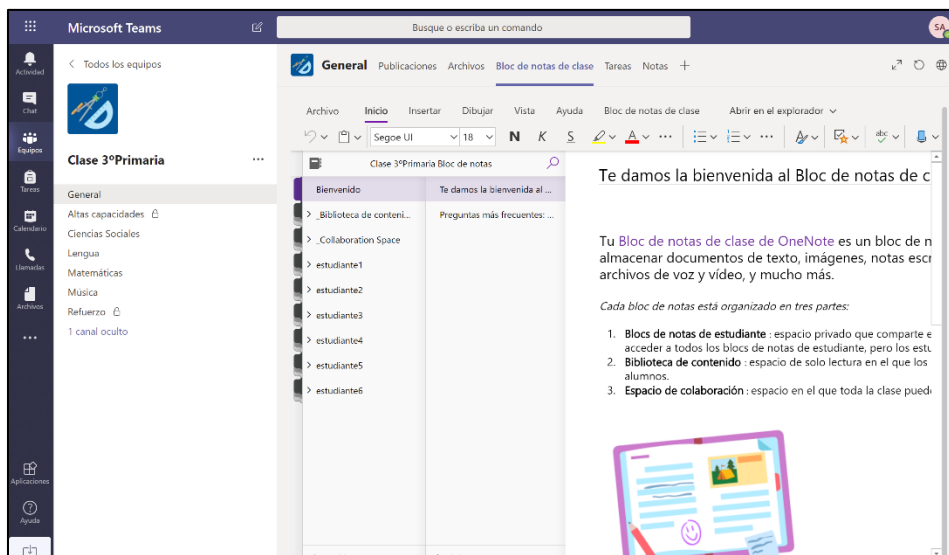 Microsoft Teams
Busque o escriba un comando
SA
Actividad
Chat
Equipos
Tareas
Calendario
Llamadas
Archivos
Aplicaciones
Ayuda
Todos los equipos
Clase 3ºPrimaria
General
Altas capacidades
Ciencias Sociales
Lengua
Matemáticas
Música
Refuerzo
1 canal oculto
General Publicaciones Archivos Bloc de notas de clase Tareas Notas
Archivo Inicio Insertar Dibujar Vista Ayuda Bloc de notas de clase Abrir en el explorador
Segoe UI 18 N K S A abc
Clase 3ºPrimaria Bloc de notas
Bienvenido
_Biblioteca de conteni...
_Collaboration Space
estudiante1
estudiante2
estudiante3
estudiante4
estudiante5
estudiante6
Te damos la bienvenida al ...
Preguntas más frecuentes: ...
Te damos la bienvenida al Bloc de notas de c
Tu Bloc de notas de clase de OneNote es un bloc de n
almacenar documentos de texto, imágenes, notas escr
archivos de voz y vídeo, y mucho más.
Cada bloc de notas está organizado en tres partes:
1. Blocs de notas de estudiante : espacio privado que comparte e
acceder a todos los blocs de notas de estudiante, pero los estu
2. Biblioteca de contenido : espacio de solo lectura en el que los
alumnos.
3. Espacio de colaboración : espacio en el que toda la clase puede